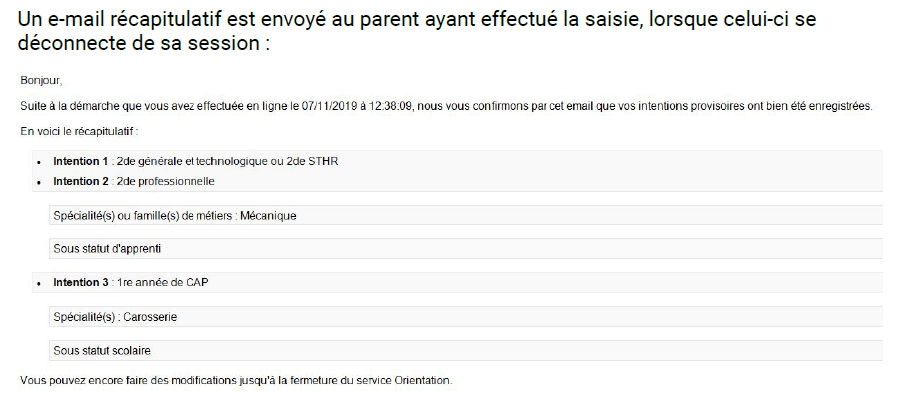 Un e-mail récapitulatif est envoyé au parent ayant effectué la saisie, lorsque celui-ci se
déconnecte de sa session :
Bonjour,
Suite à la démarche que vous avez effectuée en ligne le 07/11/2019 à 12:38:09, nous vous confirmons par cet email que vos intentions provisoires ont bien été enregistrées.
En voici le récapitulatif :
• Intention 1 : 2de générale et technologique ou 2de STHR
• Intention 2 : 2de professionnelle
Spécialité(s) ou famille(s) de métiers : Mécanique
Sous statut d'apprenti
• Intention 3 : 1re année de CAP
Spécialité(s) : Carosserie
Sous statut scolaire
Vous pouvez encore faire des modifications jusqu'à la fermeture du service Orientation.